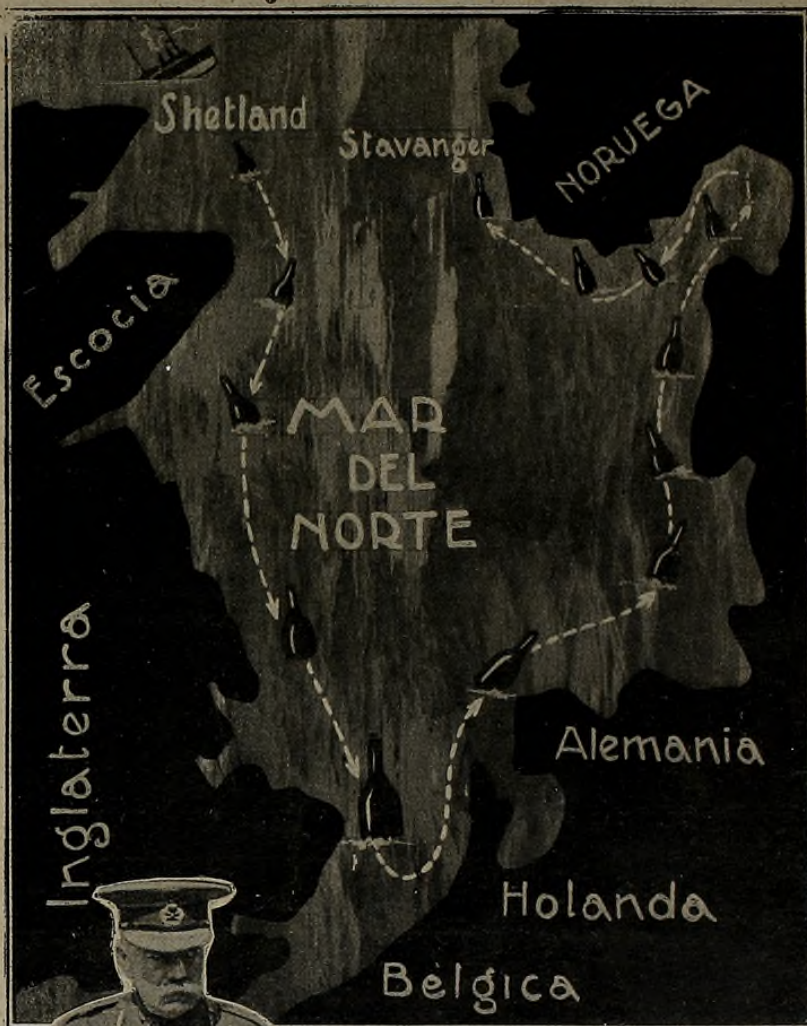 Shetland
Stavanger
NORUEGA
Escocia
MAR
DEL
NORTE
Inglaterra
Alemania
Holanda
Bélgica